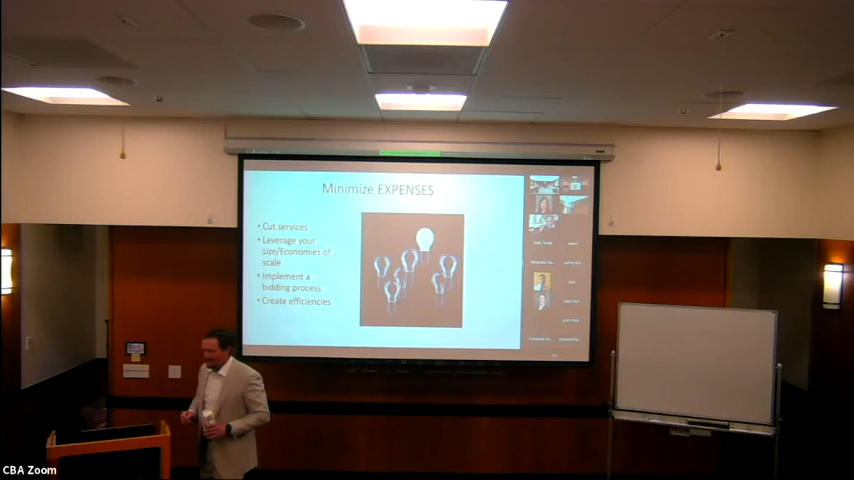 Minimize EXPENSES
• Cut services
• Leverage your
size/Economies of
scale
• Implement a
bidding process
• Create efficiencies
CBA Zoom